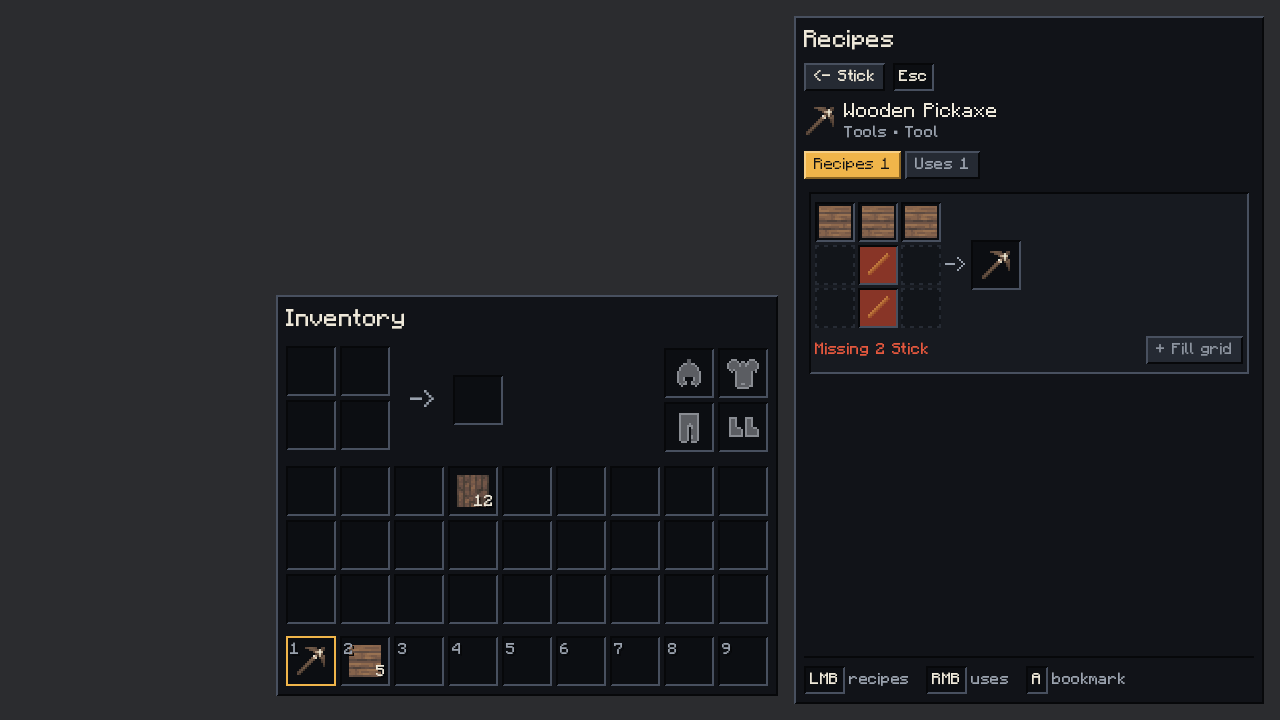 Recipes
<- Stick Esc
Wooden Pickaxe
Tools • Tool
Recipes 1 Uses 1
->
Missing 2 Stick + Fill grid
Inventory
->
12
1 2 5 3 4 5 6 7 8 9
LMB recipes RMB uses A bookmark